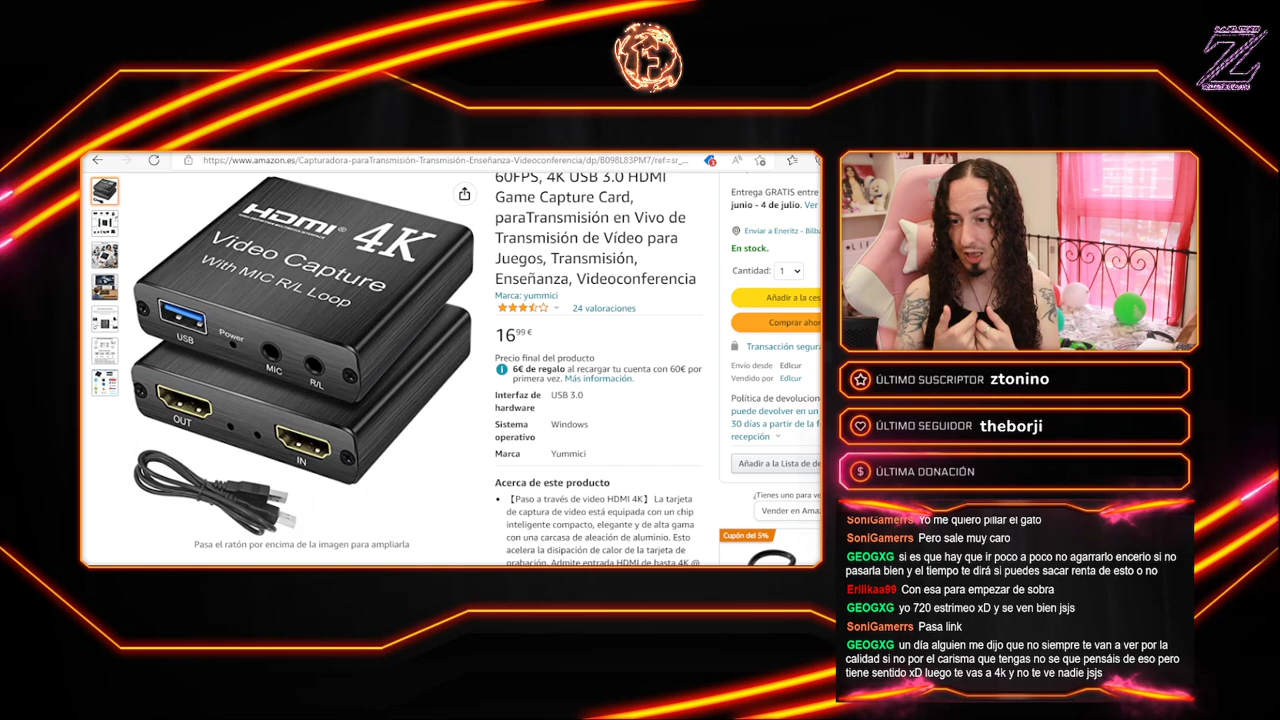 https://www.amazon.es/Capturadora-paraTransmisión-Transmisión-Enseñanza-Videoconferencia/dp/B098L83PM7/ref=sr_...
HDMI® 4K
Video Capture
With MIC R/L Loop
USB
Power
MIC
R/L
OUT
IN
Pasa el ratón por encima de la imagen para ampliarla
60FPS, 4K USB 3.0 HDMI
Game Capture Card,
paraTransmisión en Vivo de
Transmisión de Vídeo para
Juegos, Transmisión,
Enseñanza, Videoconferencia
Marca: yummici
24 valoraciones
16,99 €
Precio final del producto
6€ de regalo al recargar tu cuenta con 60€ por
primera vez. Más información.
Interfaz de USB 3.0
hardware
Sistema Windows
operativo
Marca Yummici
Acerca de este producto
• 【Paso a través de video HDMI 4K】 La tarjeta
de captura de video está equipada con un chip
inteligente compacto, elegante y de alta gama
con una carcasa de aleación de aluminio. Esto
acelera la disipación de calor de la tarjeta de
grabación. Admite entrada HDMI de hasta 4K @
Entrega GRATIS entre
junio - 4 de julio. Ver
Enviar a Eneritz - Bilb
En stock.
Cantidad: 1
Añadir a la ces
Comprar ahor
Transacción segura
Envío desde Edlcur
Vendido por Edlcur
Política de devolucion
puede devolver en un
30 días a partir de la f
recepción
Añadir a la Lista de de
¿Tienes uno para ve
Vender en Amaz
Cupón del 5%
ÚLTIMO SUSCRIPTOR ztonino
ÚLTIMO SEGUIDOR theborji
$ ÚLTIMA DONACIÓN
SoniGamerrs Yo me quiero pillar el gato
SoniGamerrs Pero sale muy caro
GEOGXG si es que hay que ir poco a poco no agarrarlo encerio si no
pasarla bien y el tiempo te dirá si puedes sacar renta de esto o no
Eriiikaa99 Con esa para empezar de sobra
GEOGXG yo 720 estrimeo xD y se ven bien jsjs
SoniGamerrs Pasa link
GEOGXG un día alguien me dijo que no siempre te van a ver por la
calidad si no por el carisma que tengas no se que pensáis de eso pero
tiene sentido xD luego te vas a 4k y no te ve nadie jsjs